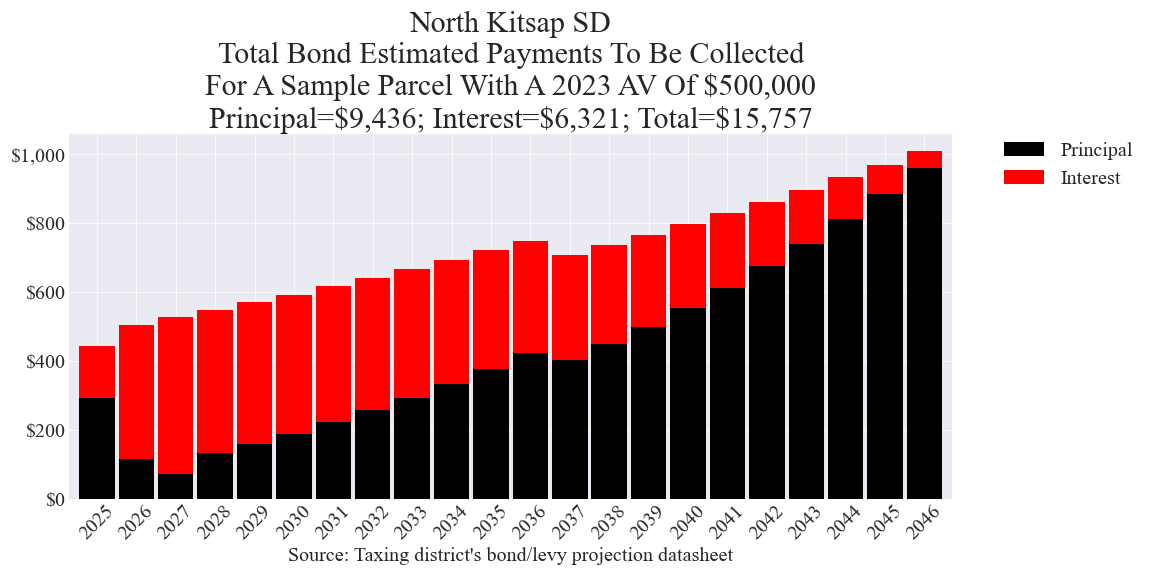 North Kitsap SD
Total Bond Estimated Payments To Be Collected
For A Sample Parcel With A 2023 AV Of $500,000
Principal=$9,436; Interest=$6,321; Total=$15,757
$1,000
$800
$600
$400
$200
$0
Principal
Interest
2025 2026 2027 2028 2029 2030 2031 2032 2033 2034 2035 2036 2037 2038 2039 2040 2041 2042 2043 2044 2045 2046
Source: Taxing district's bond/levy projection datasheet